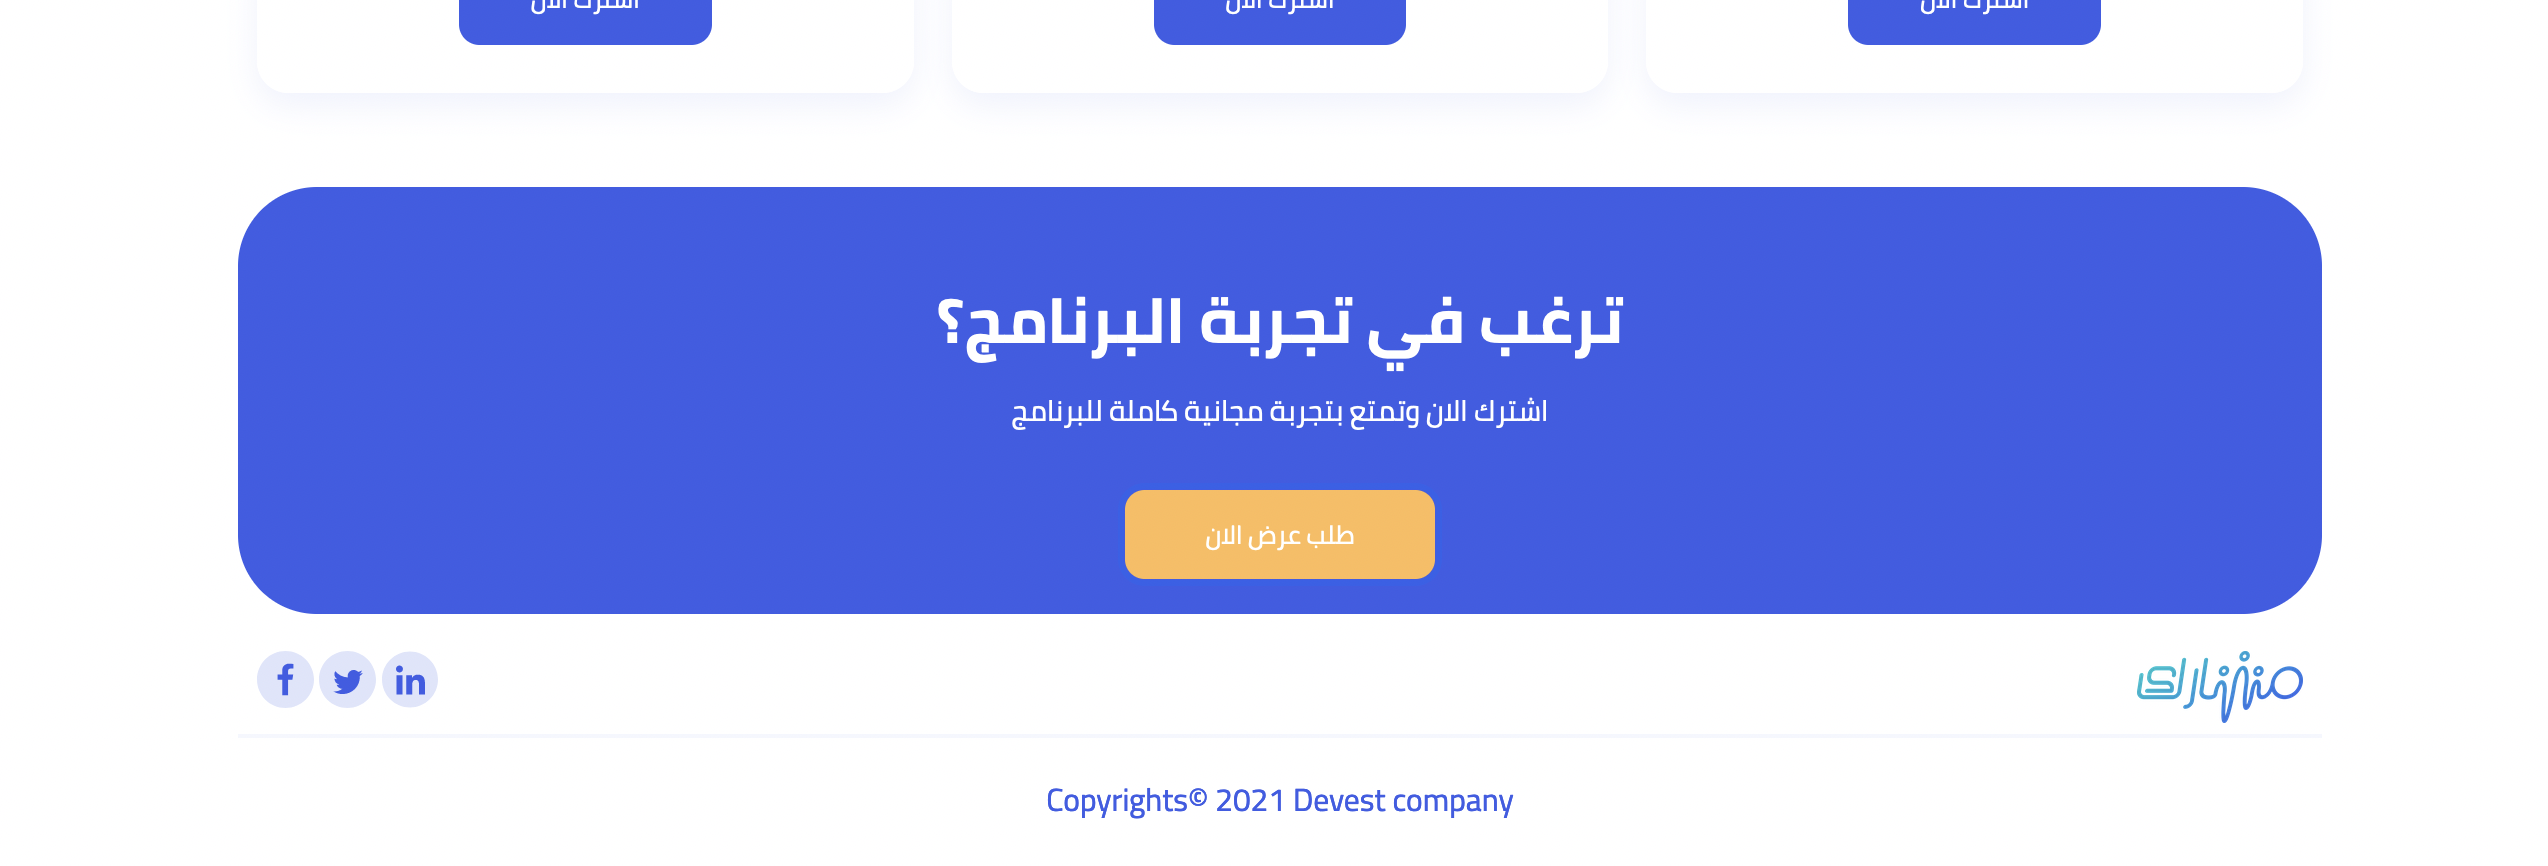 اشترك الان
اشترك الان
اشترك الان
ترغب في تجربة البرنامج؟
اشترك الان وتمتع بتجربة مجانية كاملة للبرنامج
طلب عرض الان
Copyrights© 2021 Devest company